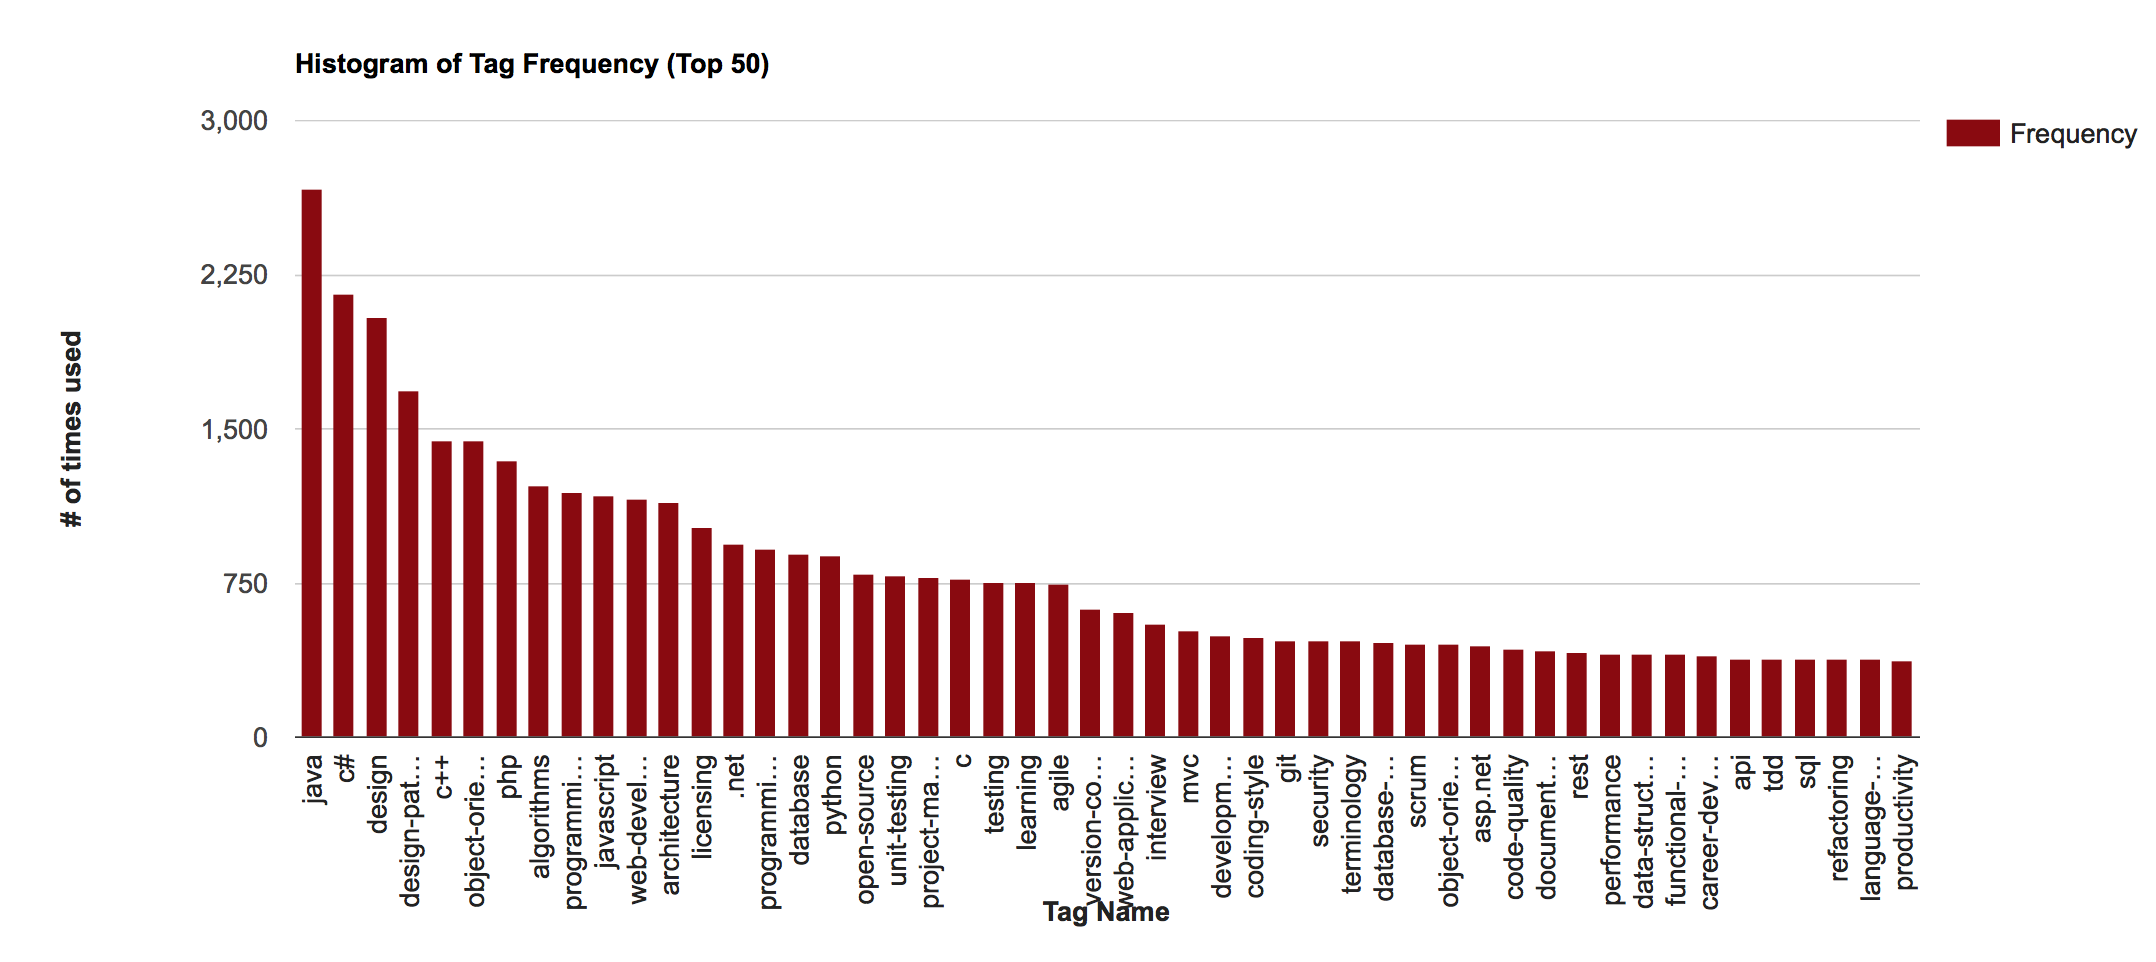 Histogram of Tag Frequency (Top 50)
3,000
2,250
1,500
750
0
# of times used
Frequency
java
c#
design
design-pat…
c++
object-orie…
php
algorithms
programmi…
javascript
web-devel…
architecture
licensing
.net
programmi…
database
python
open-source
unit-testing
project-ma…
c
testing
learning
agile
version-co…
web-applic…
interview
mvc
developm…
coding-style
git
security
terminology
database-…
scrum
object-orie…
asp.net
code-quality
document…
rest
performance
data-struct…
functional-…
career-dev…
api
tdd
sql
refactoring
language-…
productivity
Tag Name